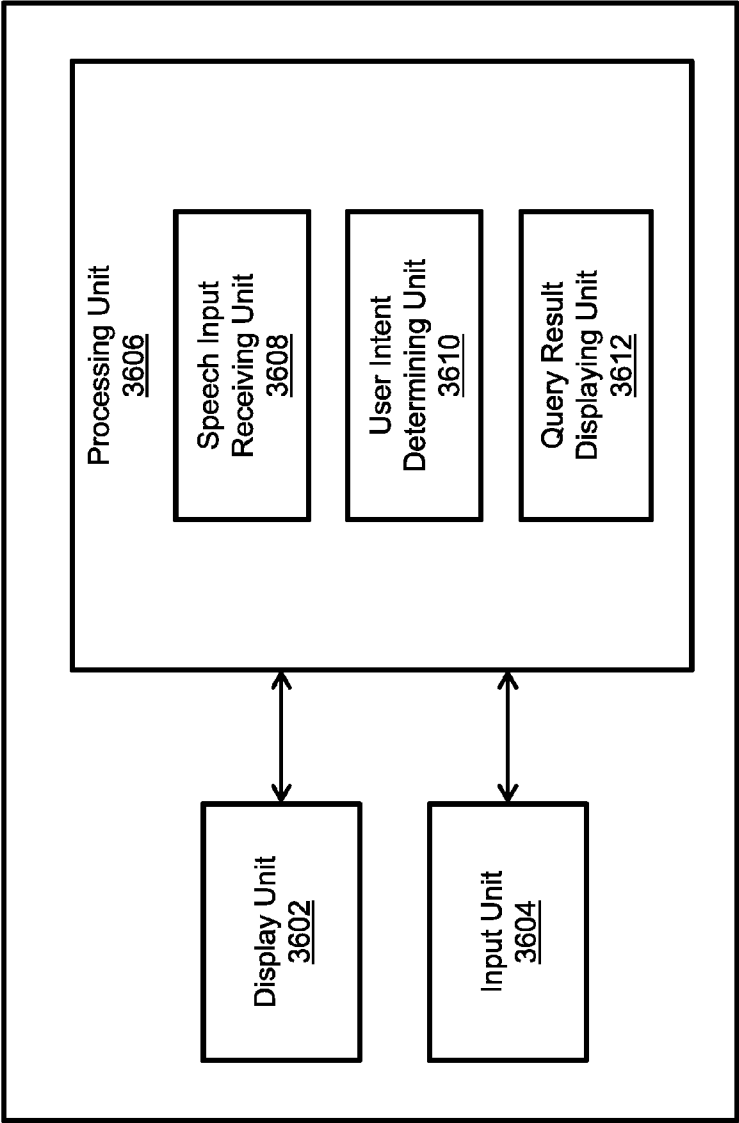 Processing Unit
3606
Speech Input
Receiving Unit
3608
User Intent
Determining Unit
3610
Query Result
Displaying Unit
3612
Display Unit
3602
Input Unit
3604